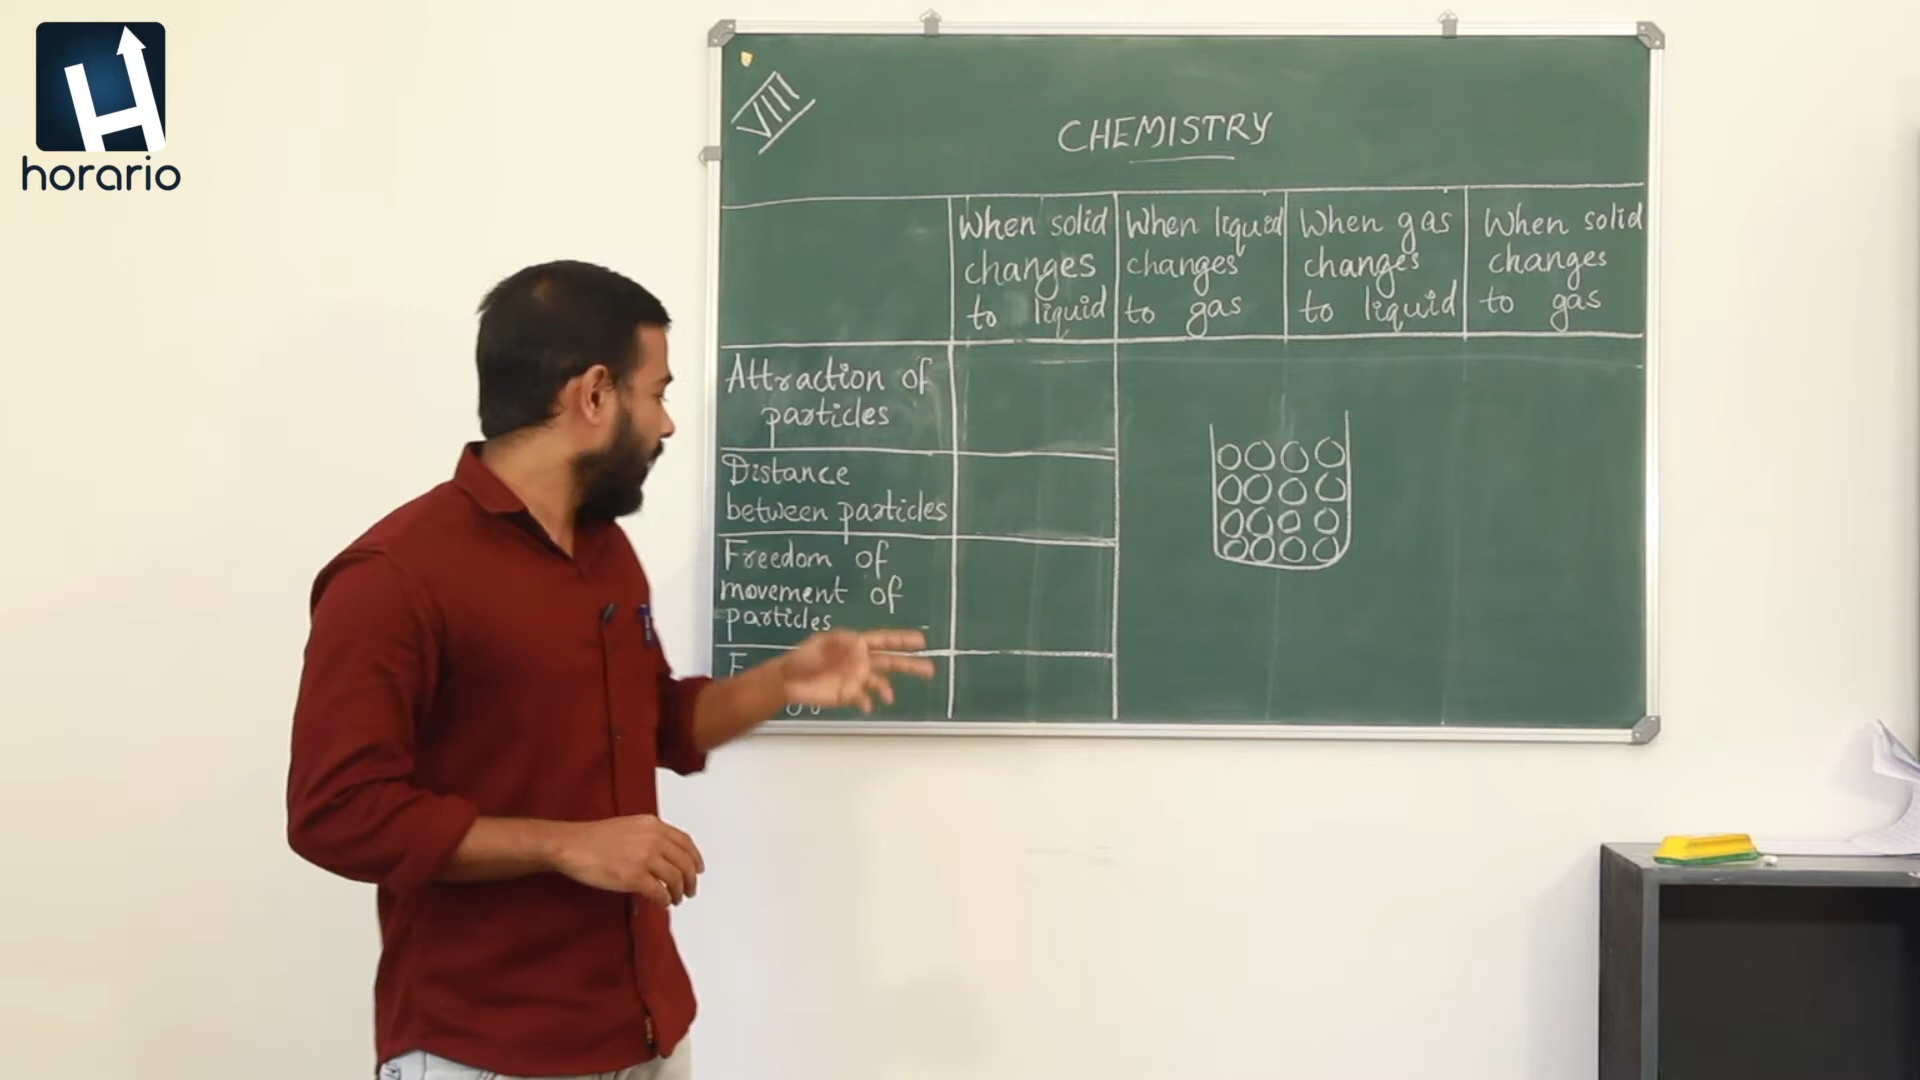 horario
VIII
CHEMISTRY
When solid
changes
to liquid
When liquid
changes
to gas
When gas
changes
to liquid
When solid
changes
to gas
Attraction of
particles
Distance
between particles
Freedom of
movement of
particles